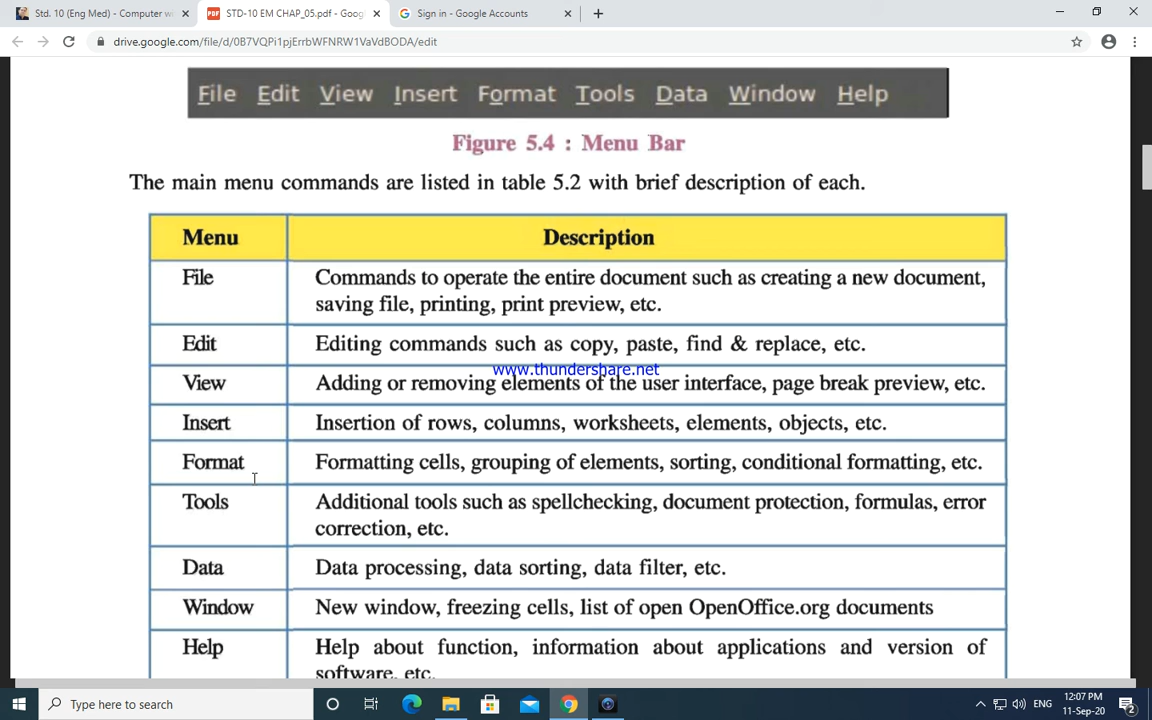 Std. 10 (Eng Med) - Computer w
STD-10 EM CHAP_05.pdf - Goog
Sign in - Google Accounts
drive.google.com/file/d/0B7VQPi1pjErrbWFNRW1VaVdBODA/edit
File Edit View Insert Format Tools Data Window Help
Figure 5.4 : Menu Bar
The main menu commands are listed in table 5.2 with brief description of each.
Menu Description
File Commands to operate the entire document such as creating a new document,
saving file, printing, print preview, etc.
Edit Editing commands such as copy, paste, find & replace, etc.
www.thundershare.net
View Adding or removing elements of the user interface, page break preview, etc.
Insert Insertion of rows, columns, worksheets, elements, objects, etc.
Format Formatting cells, grouping of elements, sorting, conditional formatting, etc.
Tools Additional tools such as spellchecking, document protection, formulas, error
correction, etc.
Data Data processing, data sorting, data filter, etc.
Window New window, freezing cells, list of open OpenOffice.org documents
Help Help about function, information about applications and version of
software, etc.
Type here to search
ENG
12:07 PM
11-Sep-20
2